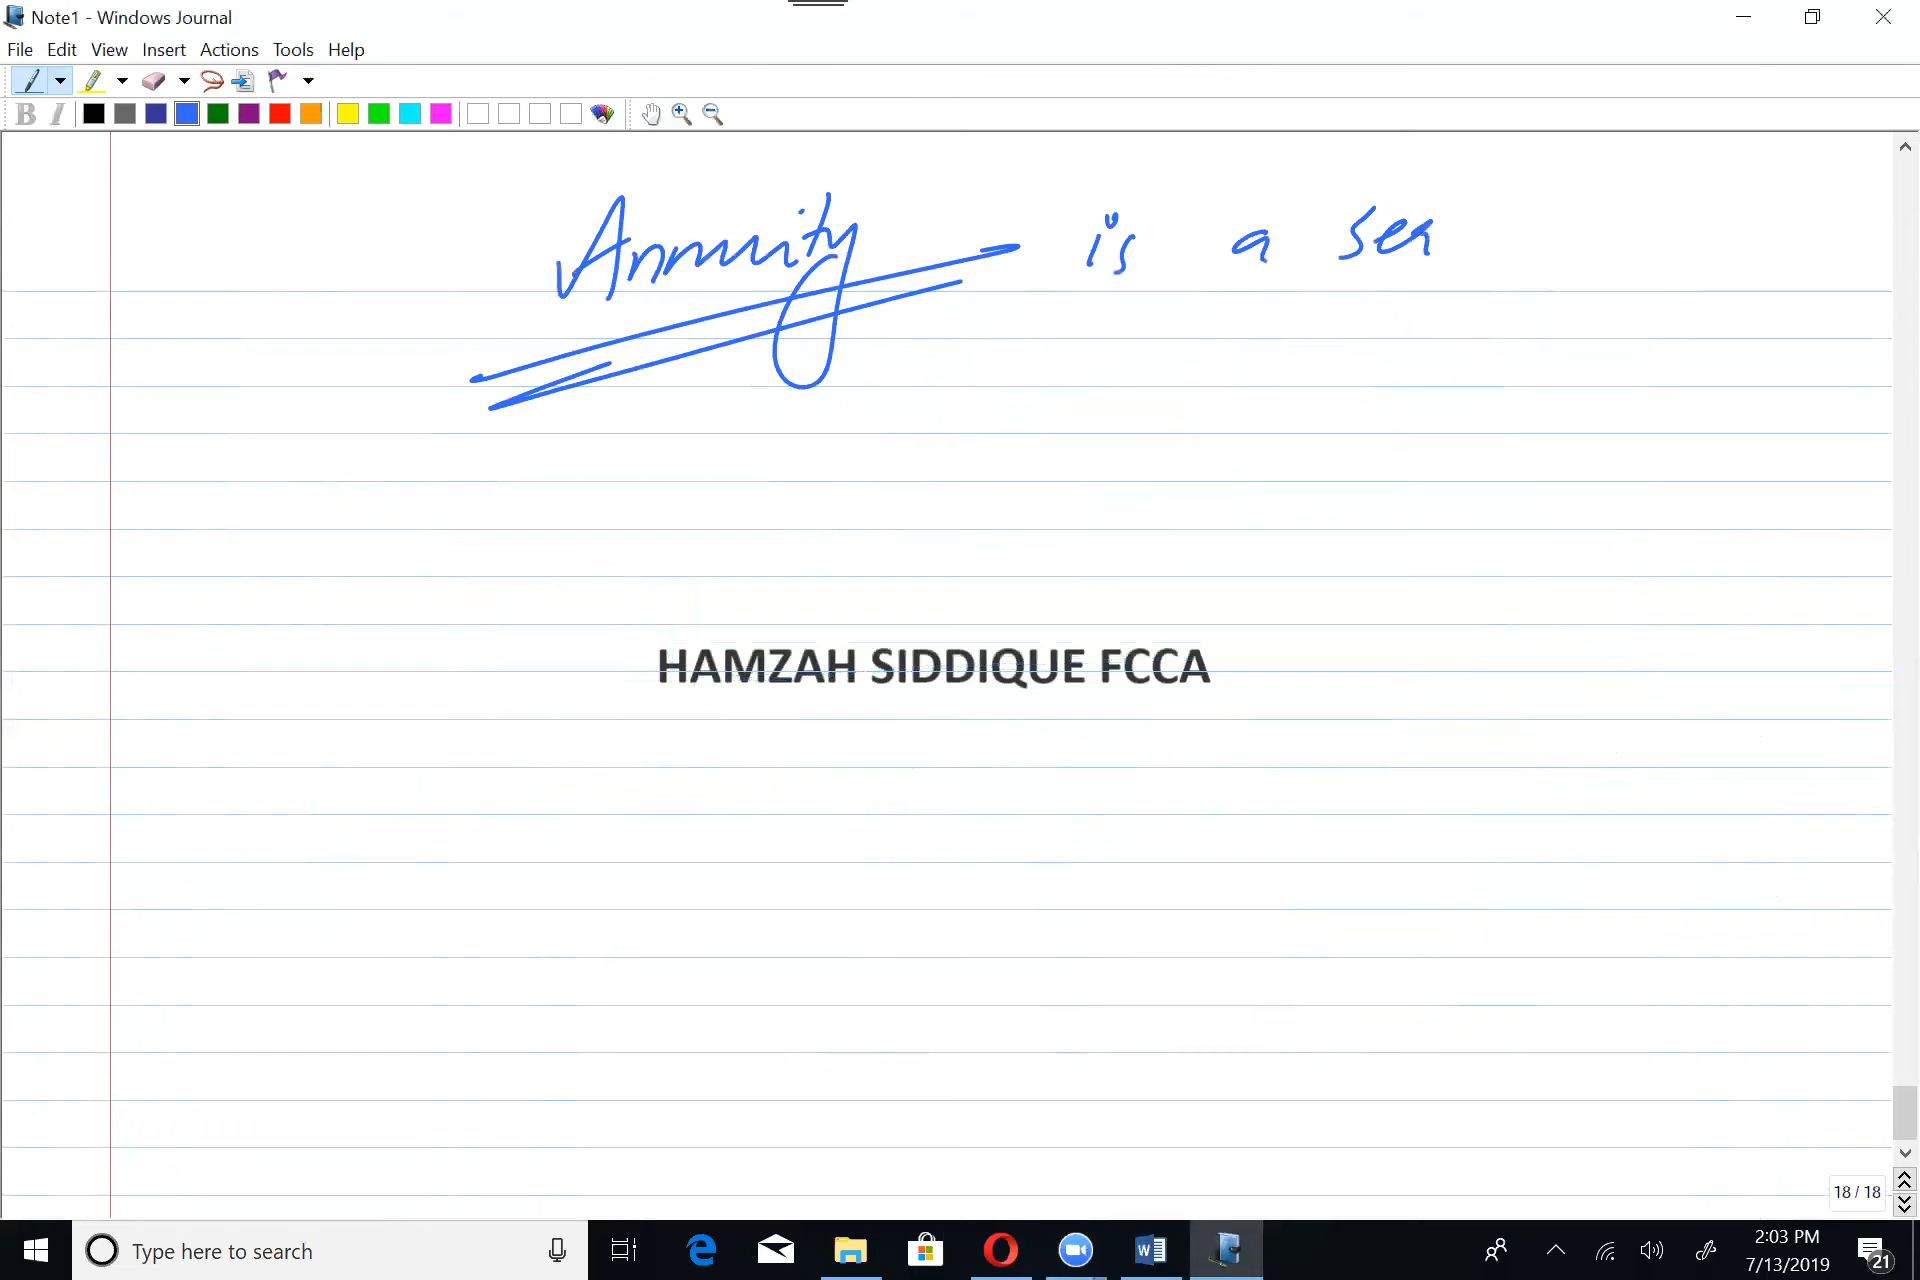 Note1 - Windows Journal
File Edit View Insert Actions Tools Help
B I
Annuity is a ser
HAMZAH SIDDIQUE FCCA
18 / 18
Type here to search
2:03 PM
7/13/2019
21